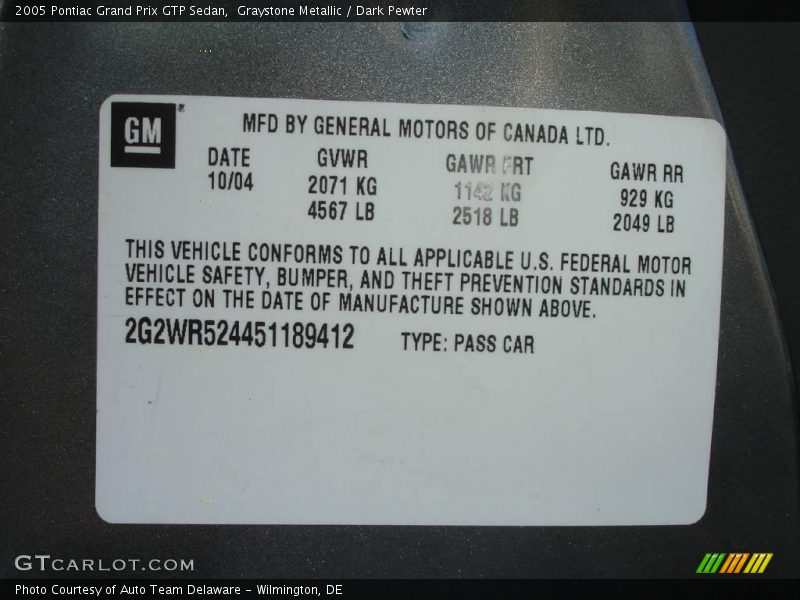 2005 Pontiac Grand Prix GTP Sedan,  Graystone Metallic / Dark Pewter
GM®
MFD BY GENERAL MOTORS OF CANADA LTD.
DATE GVWR GAWR FRT GAWR RR
10/04 2071 KG 1142 KG 929 KG
4567 LB 2518 LB 2049 LB
THIS VEHICLE CONFORMS TO ALL APPLICABLE U.S. FEDERAL MOTOR
VEHICLE SAFETY, BUMPER, AND THEFT PREVENTION STANDARDS IN
EFFECT ON THE DATE OF MANUFACTURE SHOWN ABOVE.
2G2WR524451189412 TYPE: PASS CAR
GTCARLOT.COM
Photo Courtesy of Auto Team Delaware - Wilmington, DE